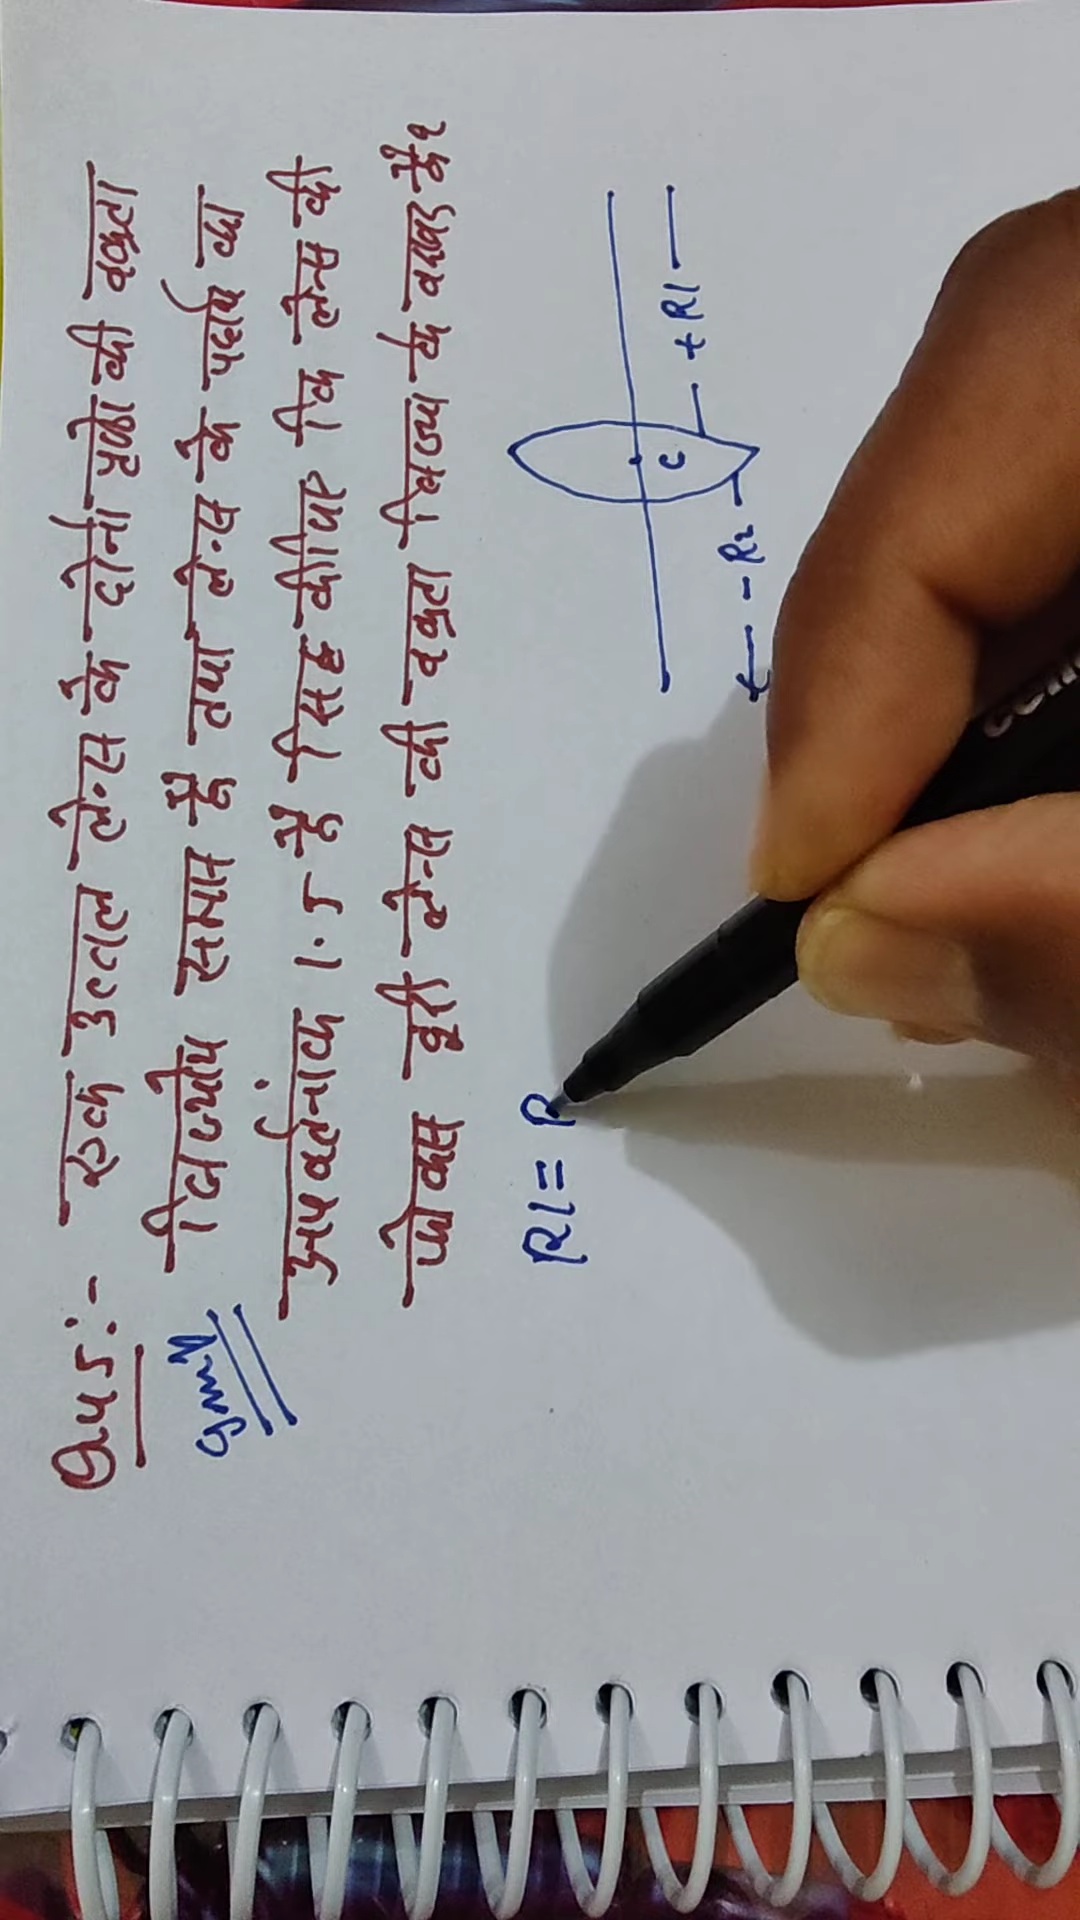 Qus:- एक उत्तल लेन्स के दोनो पृष्ठो की वक्रता
त्रिज्याेंए समान हैं तथा लेन्स के पदार्थ का
अपवर्तनांक 1.5 हैं सिद्ध कीजिए कि लेन्स की
फोकस दूरी लेन्स की वक्रता त्रिज्य के बराबर हैं?
R1 = R
C
+R1
-R2